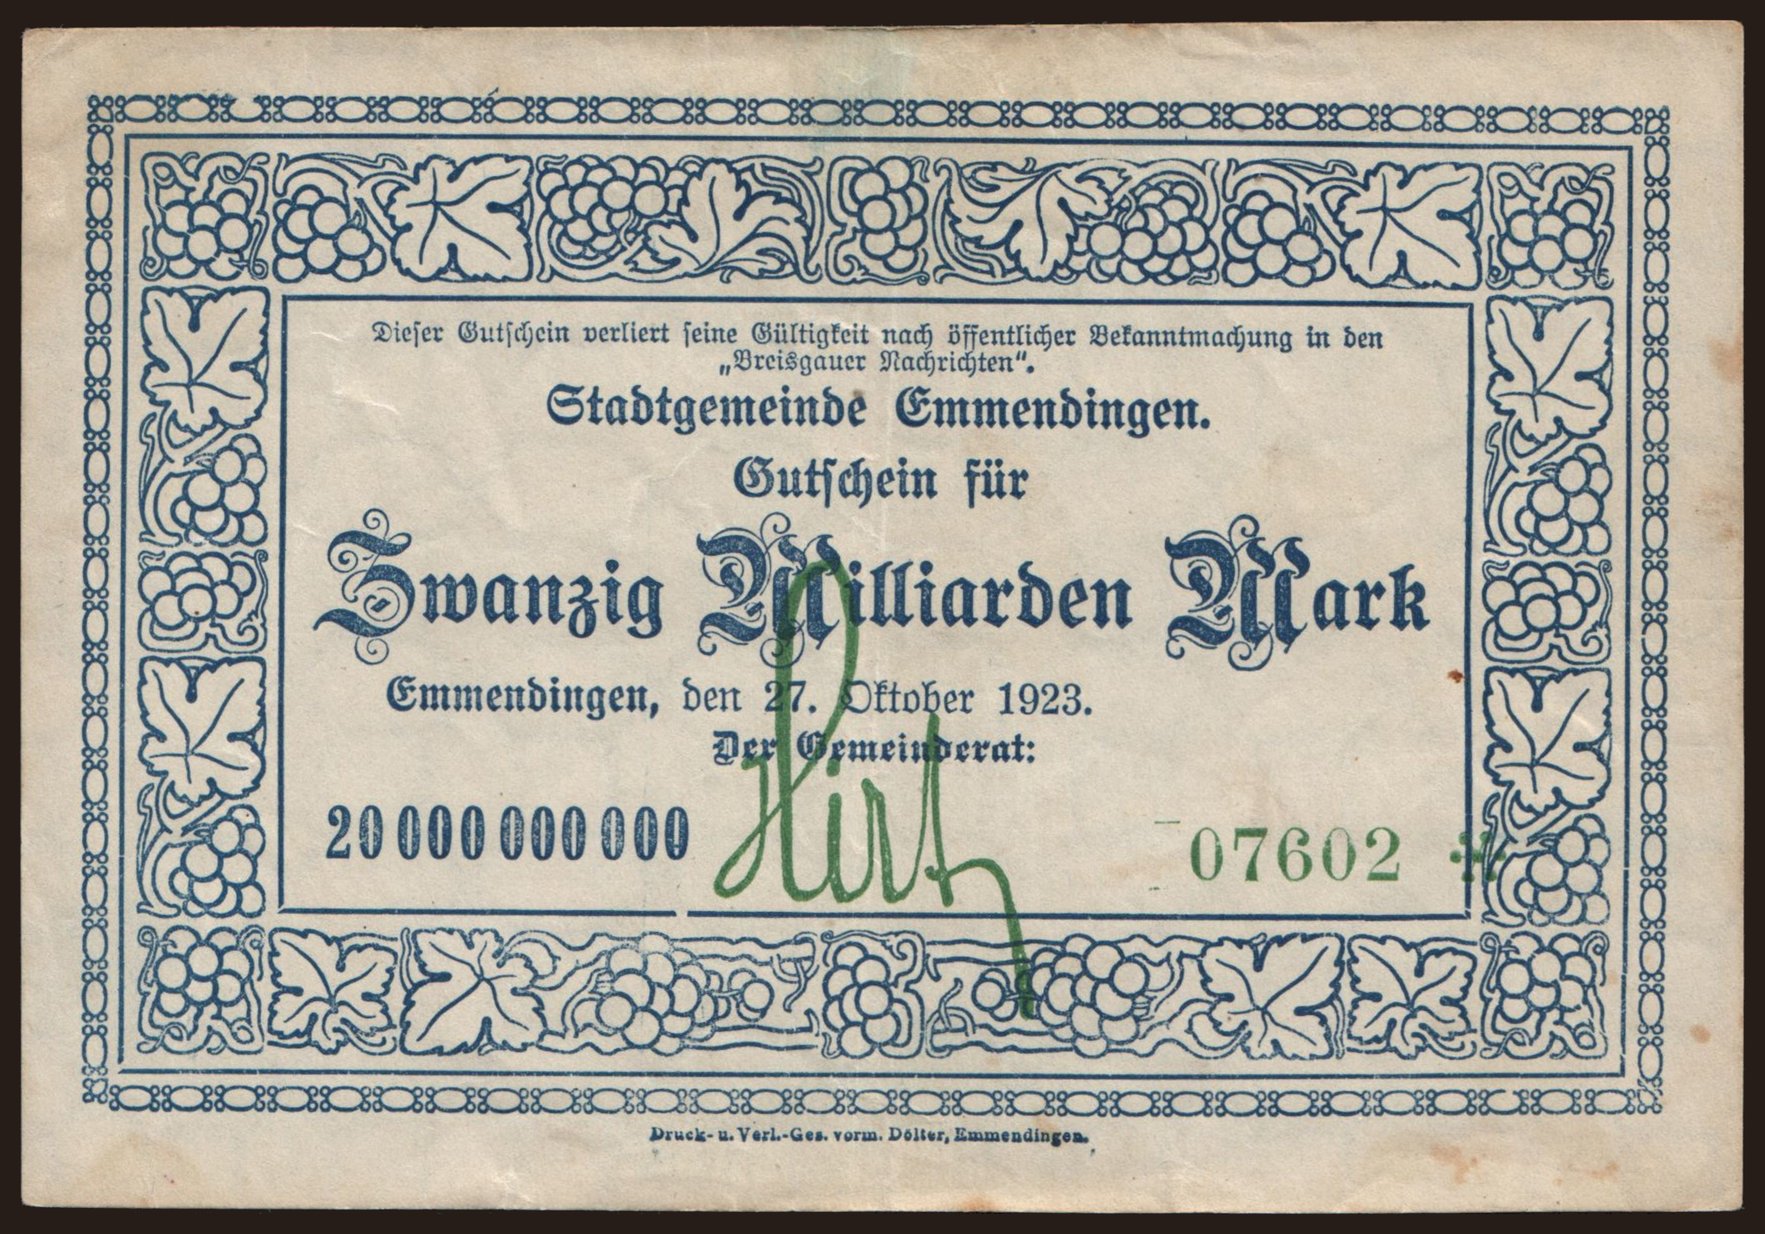 Dieser Gutschein verliert seine Gültigkeit nach öffentlicher Bekanntmachung in den
„Breisgauer Nachrichten“.
Stadtgemeinde Emmendingen.
Gutschein für
Zwanzig Milliarden Mark
Emmendingen, den 27. Oktober 1923.
Der Gemeinderat:
Hirtz
20 000 000 000
07602 *
Druck- u. Verl.-Ges. vorm. Dölter, Emmendingen.